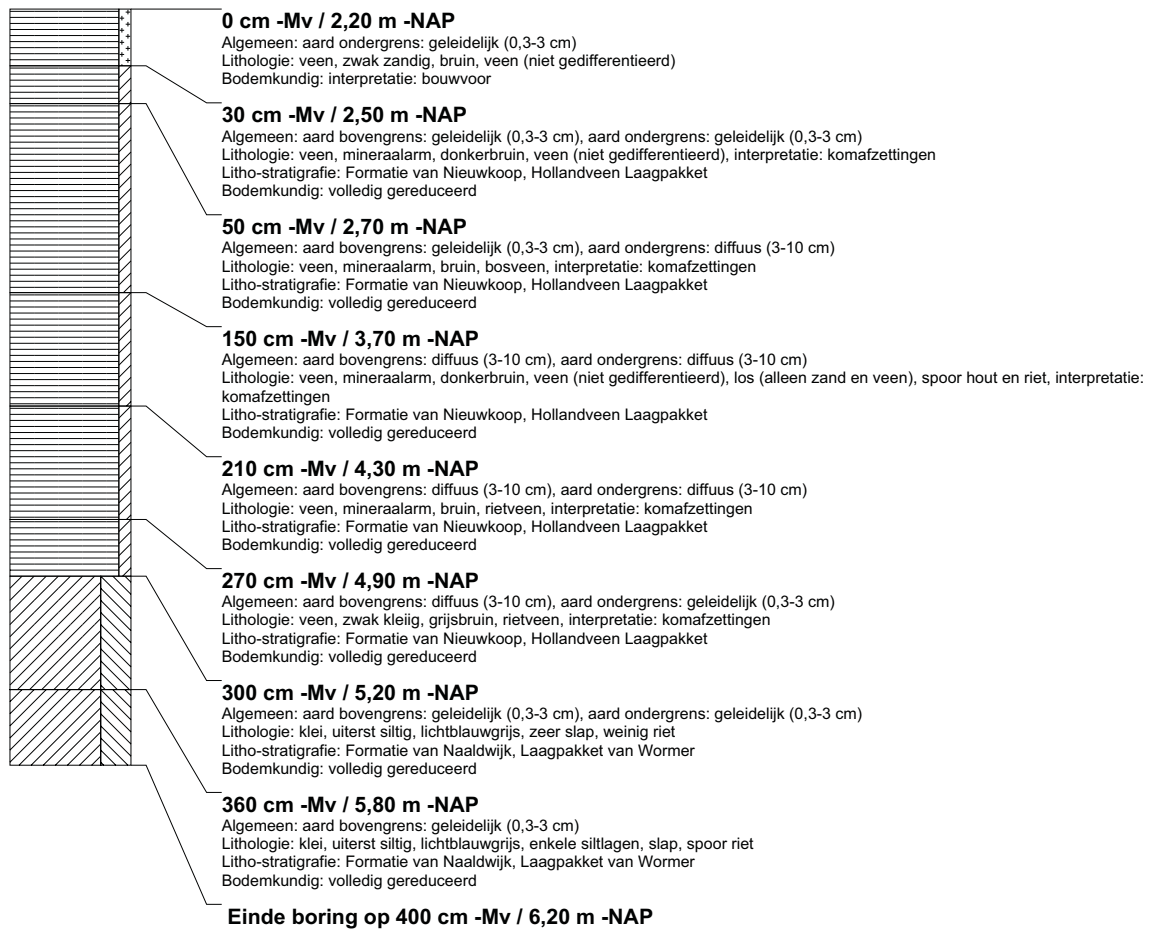 0 cm -Mv / 2,20 m -NAP
Algemeen: aard ondergrens: geleidelijk (0,3-3 cm)
Lithologie: veen, zwak zandig, bruin, veen (niet gedifferentieerd)
Bodemkundig: interpretatie: bouwvoor
30 cm -Mv / 2,50 m -NAP
Algemeen: aard bovengrens: geleidelijk (0,3-3 cm), aard ondergrens: geleidelijk (0,3-3 cm)
Lithologie: veen, mineraalarm, donkerbruin, veen (niet gedifferentieerd), interpretatie: komafzettingen
Litho-stratigrafie: Formatie van Nieuwkoop, Hollandveen Laagpakket
Bodemkundig: volledig gereduceerd
50 cm -Mv / 2,70 m -NAP
Algemeen: aard bovengrens: geleidelijk (0,3-3 cm), aard ondergrens: diffuus (3-10 cm)
Lithologie: veen, mineraalarm, bruin, bosveen, interpretatie: komafzettingen
Litho-stratigrafie: Formatie van Nieuwkoop, Hollandveen Laagpakket
Bodemkundig: volledig gereduceerd
150 cm -Mv / 3,70 m -NAP
Algemeen: aard bovengrens: diffuus (3-10 cm), aard ondergrens: diffuus (3-10 cm)
Lithologie: veen, mineraalarm, donkerbruin, veen (niet gedifferentieerd), los (alleen zand en veen), spoor hout en riet, interpretatie:
komafzettingen
Litho-stratigrafie: Formatie van Nieuwkoop, Hollandveen Laagpakket
Bodemkundig: volledig gereduceerd
210 cm -Mv / 4,30 m -NAP
Algemeen: aard bovengrens: diffuus (3-10 cm), aard ondergrens: diffuus (3-10 cm)
Lithologie: veen, mineraalarm, bruin, rietveen, interpretatie: komafzettingen
Litho-stratigrafie: Formatie van Nieuwkoop, Hollandveen Laagpakket
Bodemkundig: volledig gereduceerd
270 cm -Mv / 4,90 m -NAP
Algemeen: aard bovengrens: diffuus (3-10 cm), aard ondergrens: geleidelijk (0,3-3 cm)
Lithologie: veen, zwak kleiig, grijsbruin, rietveen, interpretatie: komafzettingen
Litho-stratigrafie: Formatie van Nieuwkoop, Hollandveen Laagpakket
Bodemkundig: volledig gereduceerd
300 cm -Mv / 5,20 m -NAP
Algemeen: aard bovengrens: geleidelijk (0,3-3 cm), aard ondergrens: geleidelijk (0,3-3 cm)
Lithologie: klei, uiterst siltig, lichtblauwgrijs, zeer slap, weinig riet
Litho-stratigrafie: Formatie van Naaldwijk, Laagpakket van Wormer
Bodemkundig: volledig gereduceerd
360 cm -Mv / 5,80 m -NAP
Algemeen: aard bovengrens: geleidelijk (0,3-3 cm)
Lithologie: klei, uiterst siltig, lichtblauwgrijs, enkele siltlagen, slap, spoor riet
Litho-stratigrafie: Formatie van Naaldwijk, Laagpakket van Wormer
Bodemkundig: volledig gereduceerd
Einde boring op 400 cm -Mv / 6,20 m -NAP